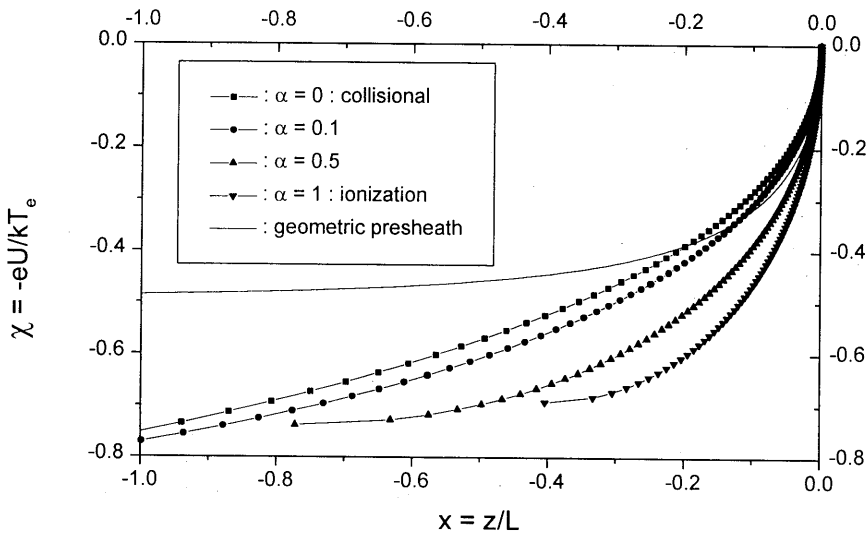 -1.0 -0.8 -0.6 -0.4 -0.2 0.0
0.0 0.0
: α = 0 : collisional
: α = 0.1
: α = 0.5
: α = 1 : ionization
: geometric presheath
-0.2 -0.2
-0.4 -0.4
-0.6 -0.6
-0.8 -0.8
χ = -eU/kTₑ
-1.0 -0.8 -0.6 -0.4 -0.2 0.0
x = z/L